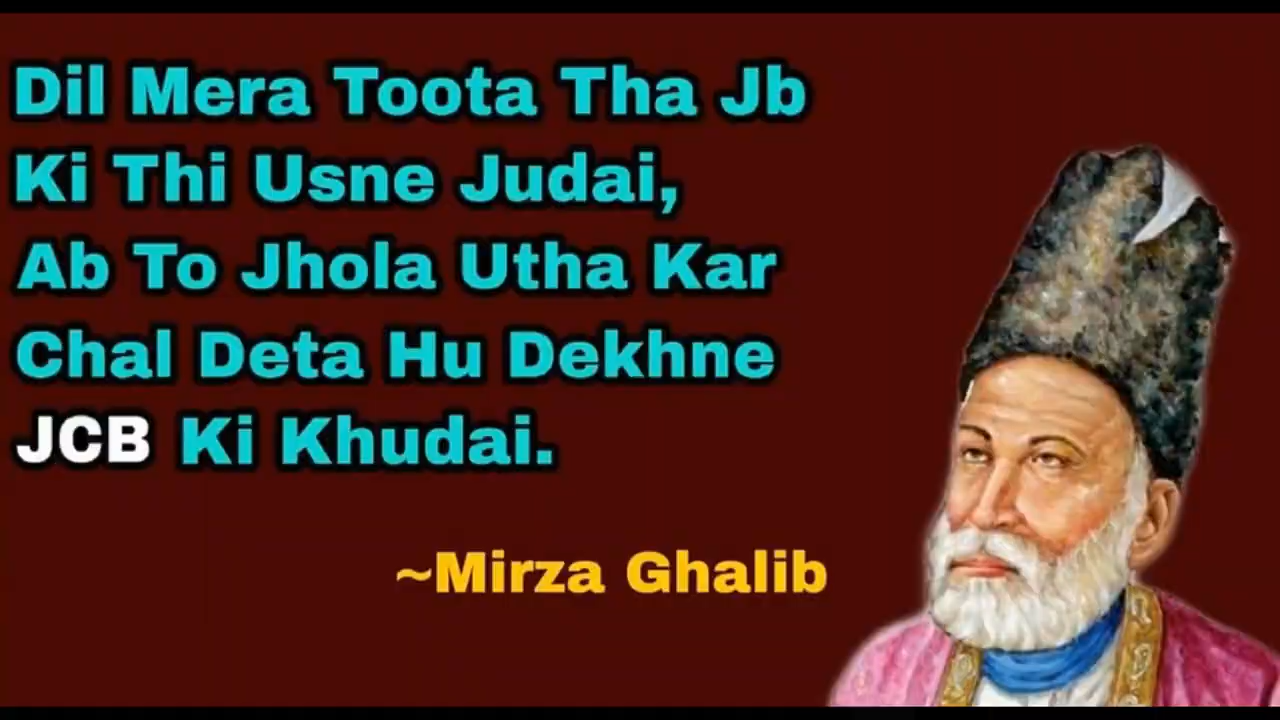 Dil Mera Toota Tha Jb
Ki Thi Usne Judai,
Ab To Jhola Utha Kar
Chal Deta Hu Dekhne
JCB Ki Khudai.
~Mirza Ghalib